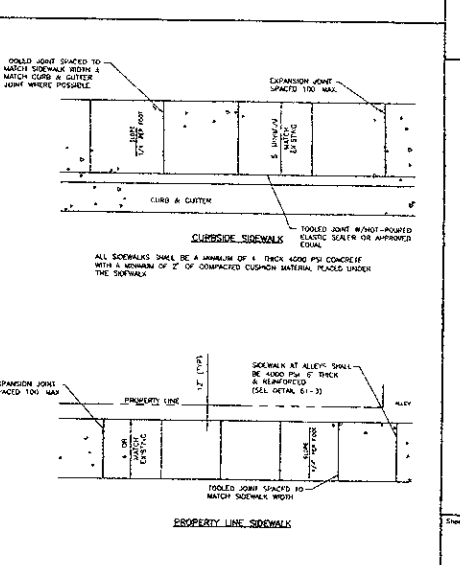 TOOLED JOINT SPACED TO
MATCH SIDEWALK WIDTH &
MATCH CURB & GUTTER
JOINT WHERE POSSIBLE
EXPANSION JOINT
SPACED 100 MAX.
SLOPE
1/4" PER FOOT
5 MINIMUM
MATCH
EXISTING
CURB & GUTTER
CURBSIDE SIDEWALK
TOOLED JOINT W/HOT-POURED
ELASTIC SEALER OR APPROVED
EQUAL
ALL SIDEWALKS SHALL BE A MINIMUM OF 4" THICK 4000 PSI CONCRETE
WITH A MINIMUM OF 2" OF COMPACTED CUSHION MATERIAL PLACED UNDER
THE SIDEWALK
EXPANSION JOINT
SPACED 100 MAX
PROPERTY LINE
12" (TYP)
SIDEWALK AT ALLEYS SHALL
BE 4000 PSI 6" THICK
& REINFORCED
(SEE DETAIL 61-3)
ALLEY
4 OR
MATCH
EXISTING
SLOPE
1/4" PER FOOT
TOOLED JOINT SPACED TO
MATCH SIDEWALK WIDTH
PROPERTY LINE SIDEWALK